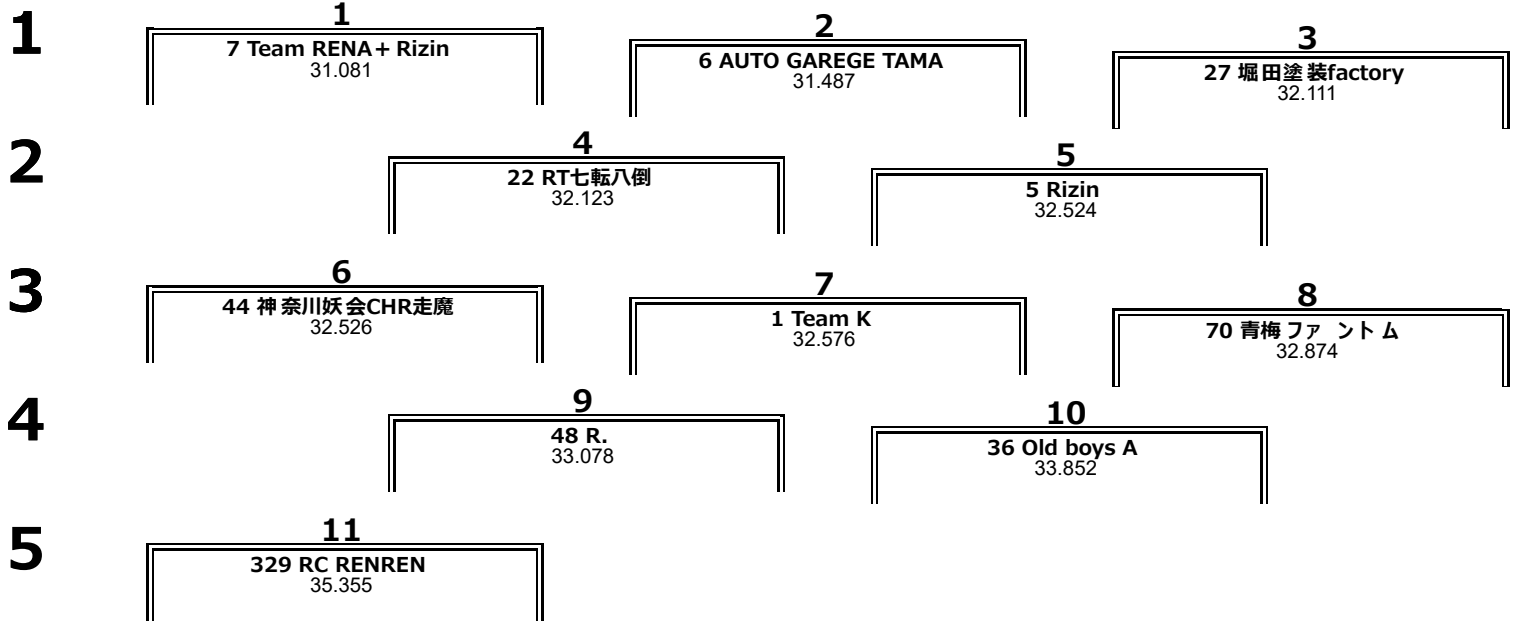 1
1
7 Team RENA+ Rizin
31.081
2
6 AUTO GAREGE TAMA
31.487
3
27 堀田塗装factory
32.111
2
4
22 RT七転八倒
32.123
5
5 Rizin
32.524
3
6
44 神奈川妖会CHR走魔
32.526
7
1 Team K
32.576
8
70 青梅ファントム
32.874
4
9
48 R.
33.078
10
36 Old boys A
33.852
5
11
329 RC RENREN
35.355